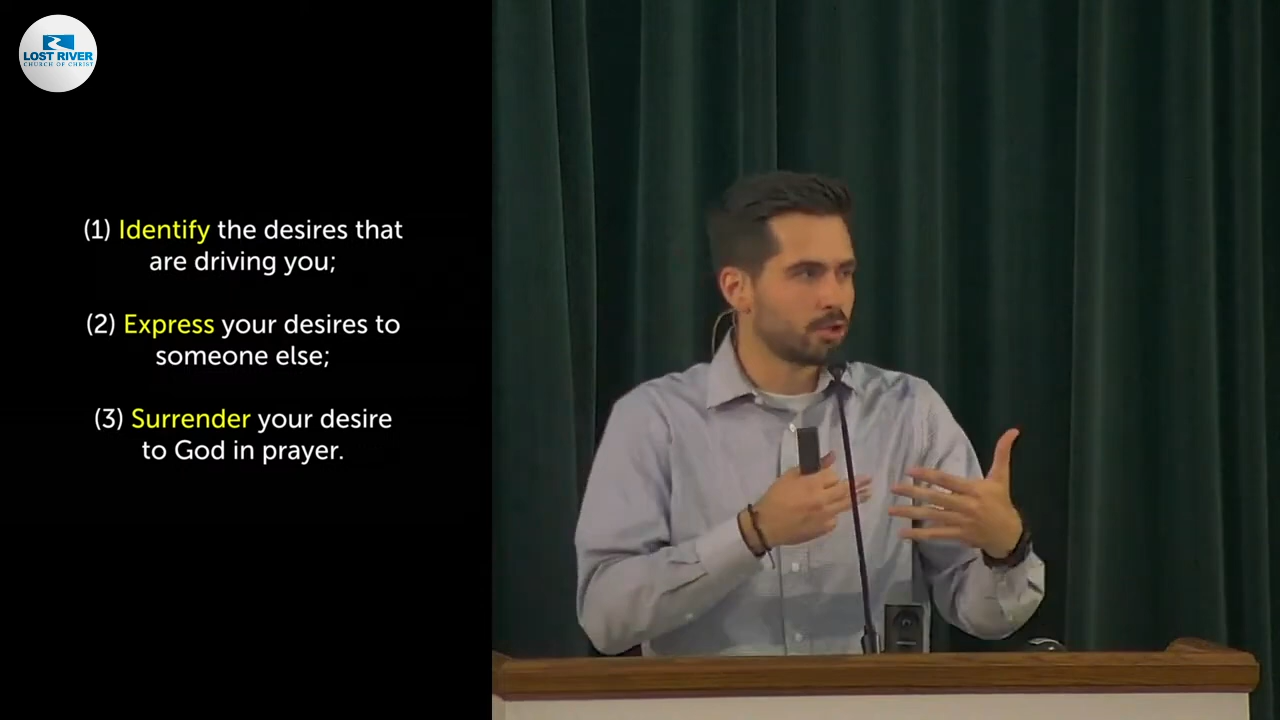 LOST RIVER
CHURCH OF CHRIST
(1) Identify the desires that
are driving you;
(2) Express your desires to
someone else;
(3) Surrender your desire
to God in prayer.